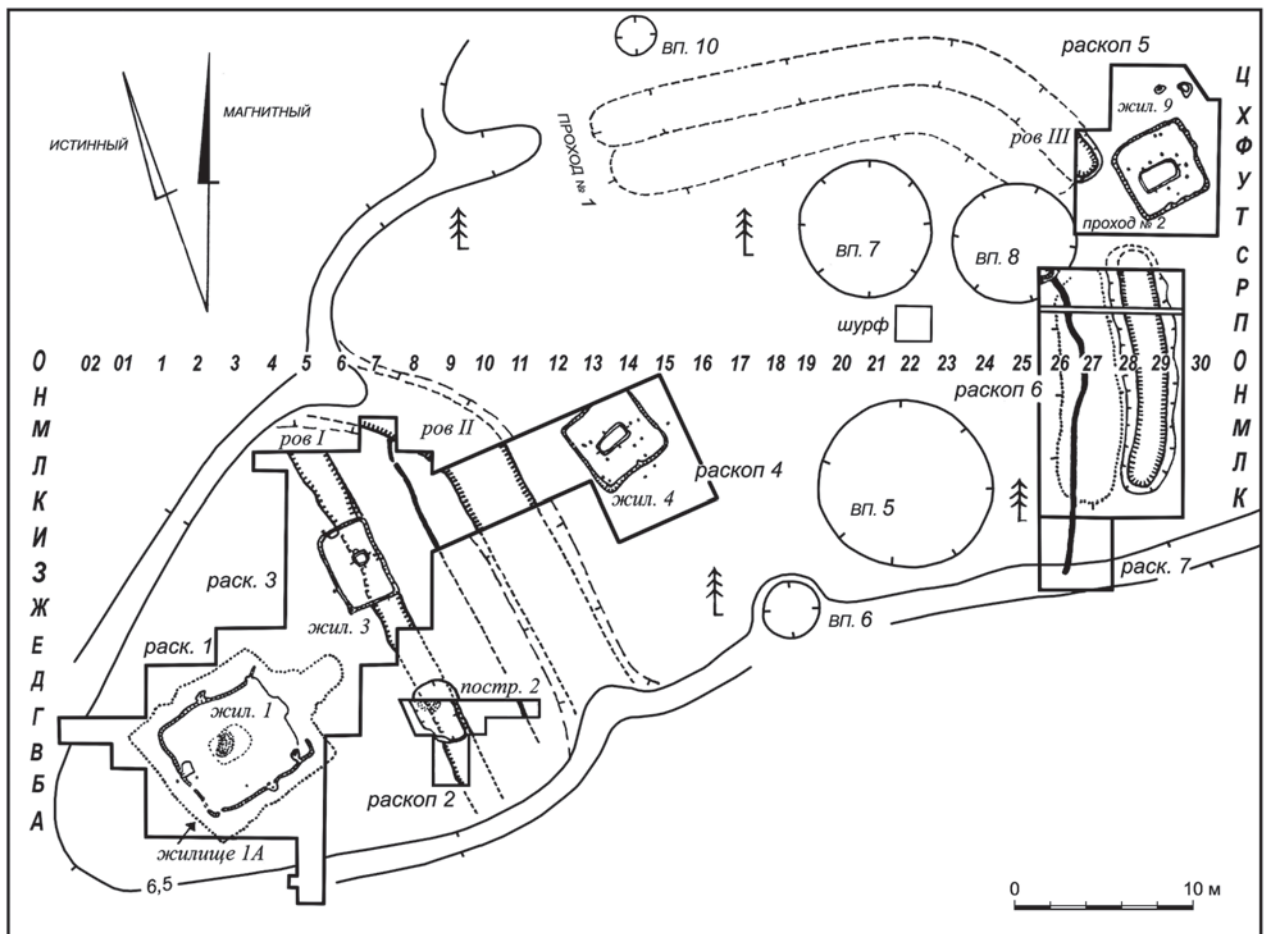 ВП. 10
раскоп 5
ИСТИННЫЙ
МАГНИТНЫЙ
ПРОХОД № 1
ров III
жил. 9
проход № 2
Ц
Х
Ф
У
Т
С
Р
П
О
Н
М
Л
К
ВП. 7
ВП. 8
шурф
О 02 01 1 2 3 4 5 6 7 8 9 10 11 12 13 14 15 16 17 18 19 20 21 22 23 24 25 26 27 28 29 30
Н
М
Л
К
И
З
Ж
Е
Д
Г
В
Б
А
раскоп 6
ров I
ров II
раскоп 4
жил. 4
ВП. 5
раск. 3
раск. 7
жил. 3
ВП. 6
раск. 1
жил. 1
постр. 2
раскоп 2
жилище 1А
6,5
0 10 м